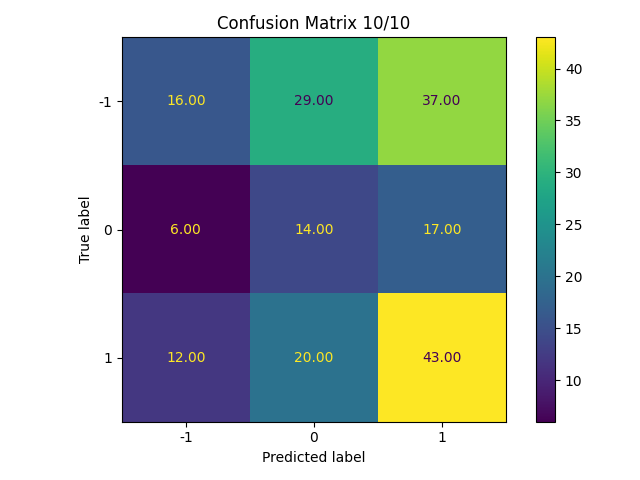 Confusion Matrix 10/10
-1 16.00 29.00 37.00
0 6.00 14.00 17.00
1 12.00 20.00 43.00
-1 0 1
Predicted label
True label
40
35
30
25
20
15
10